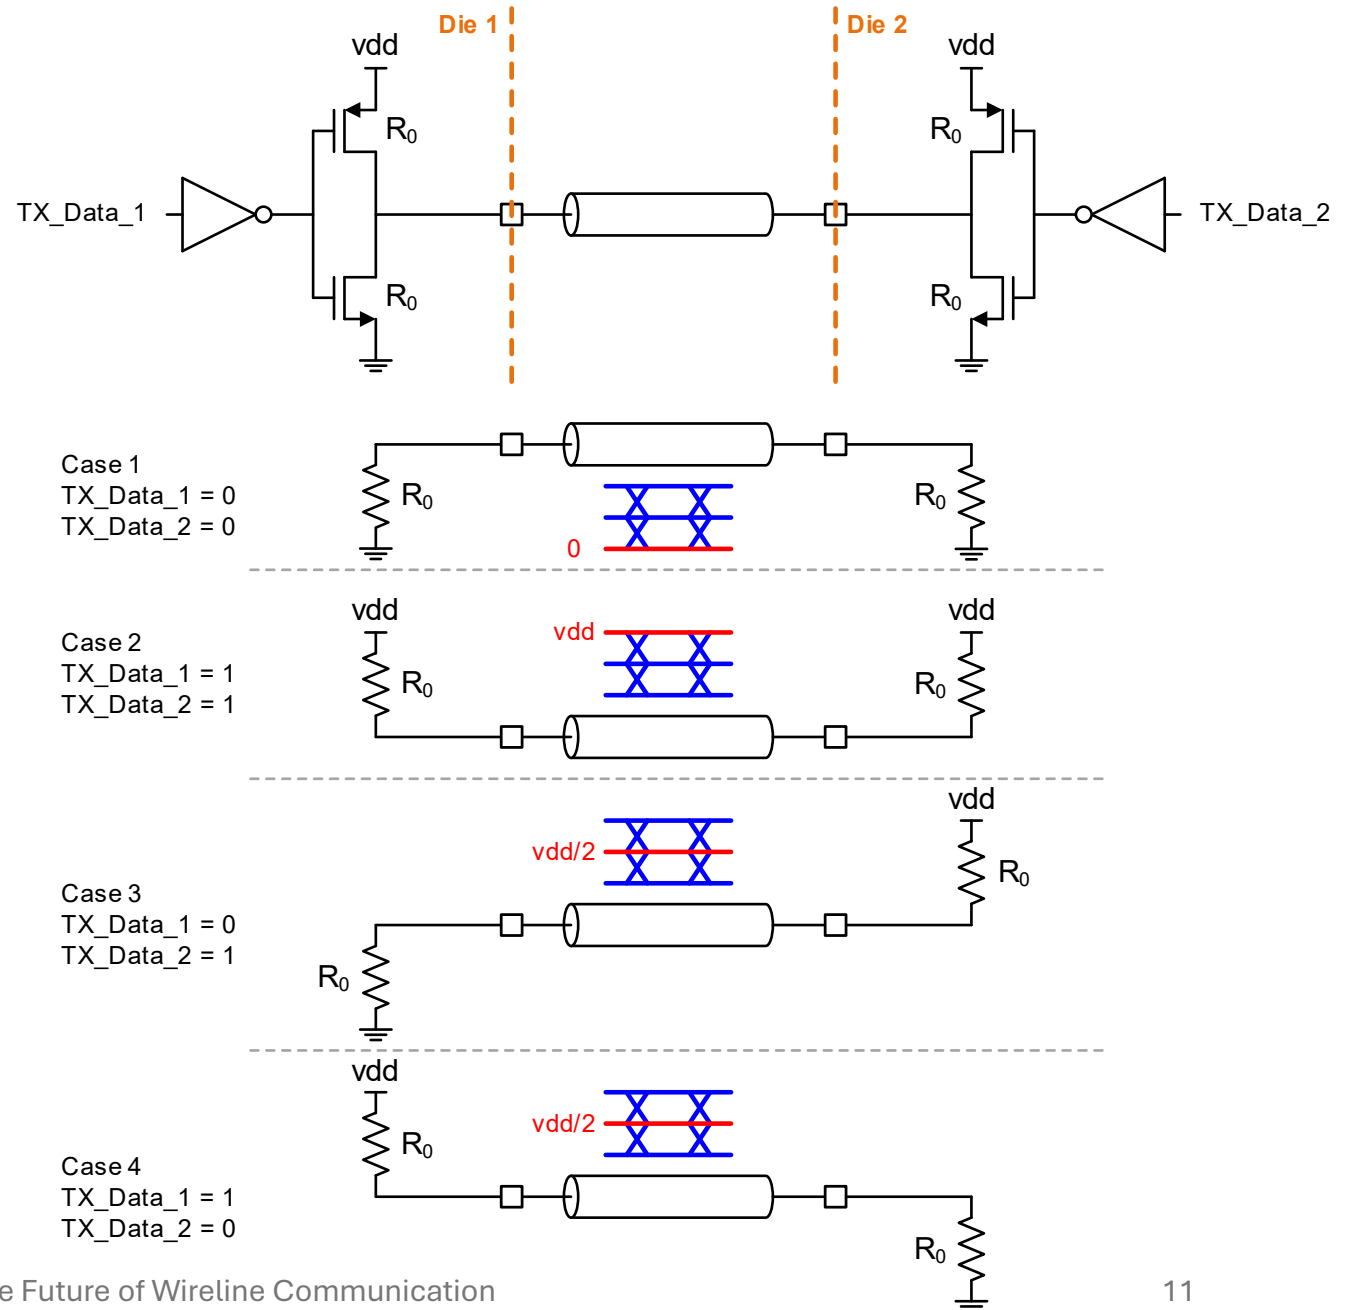 Die 1
Die 2
vdd
vdd
R₀
R₀
TX_Data_1
TX_Data_2
R₀
R₀
Case 1
TX_Data_1 = 0
TX_Data_2 = 0
R₀
R₀
0
vdd
vdd
Case 2
TX_Data_1 = 1
TX_Data_2 = 1
vdd
R₀
R₀
vdd
vdd/2
R₀
Case 3
TX_Data_1 = 0
TX_Data_2 = 1
R₀
vdd
vdd/2
R₀
Case 4
TX_Data_1 = 1
TX_Data_2 = 0
R₀
e Future of Wireline Communication
11